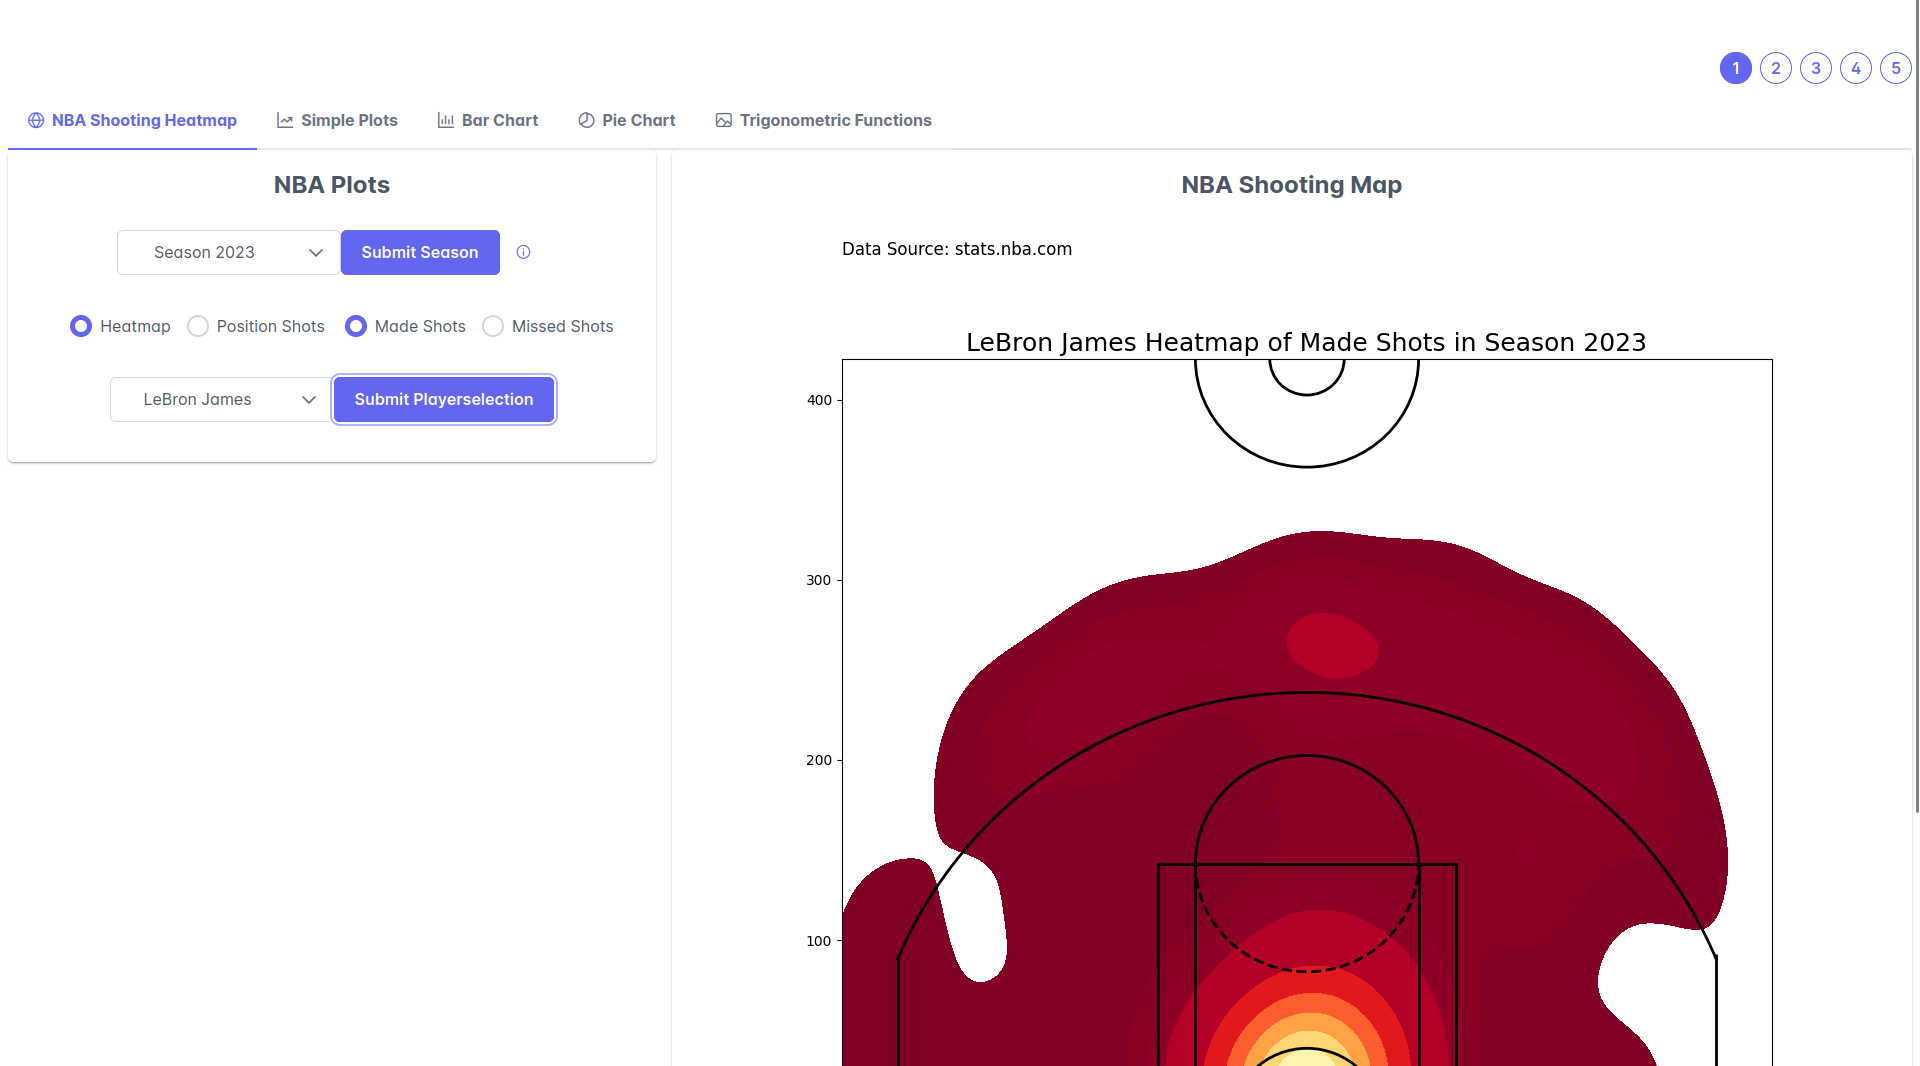 1 2 3 4 5
NBA Shooting Heatmap Simple Plots Bar Chart Pie Chart Trigonometric Functions
NBA Plots
Season 2023 Submit Season
Heatmap Position Shots Made Shots Missed Shots
LeBron James Submit Playerselection
NBA Shooting Map
Data Source: stats.nba.com
LeBron James Heatmap of Made Shots in Season 2023
400
300
200
100